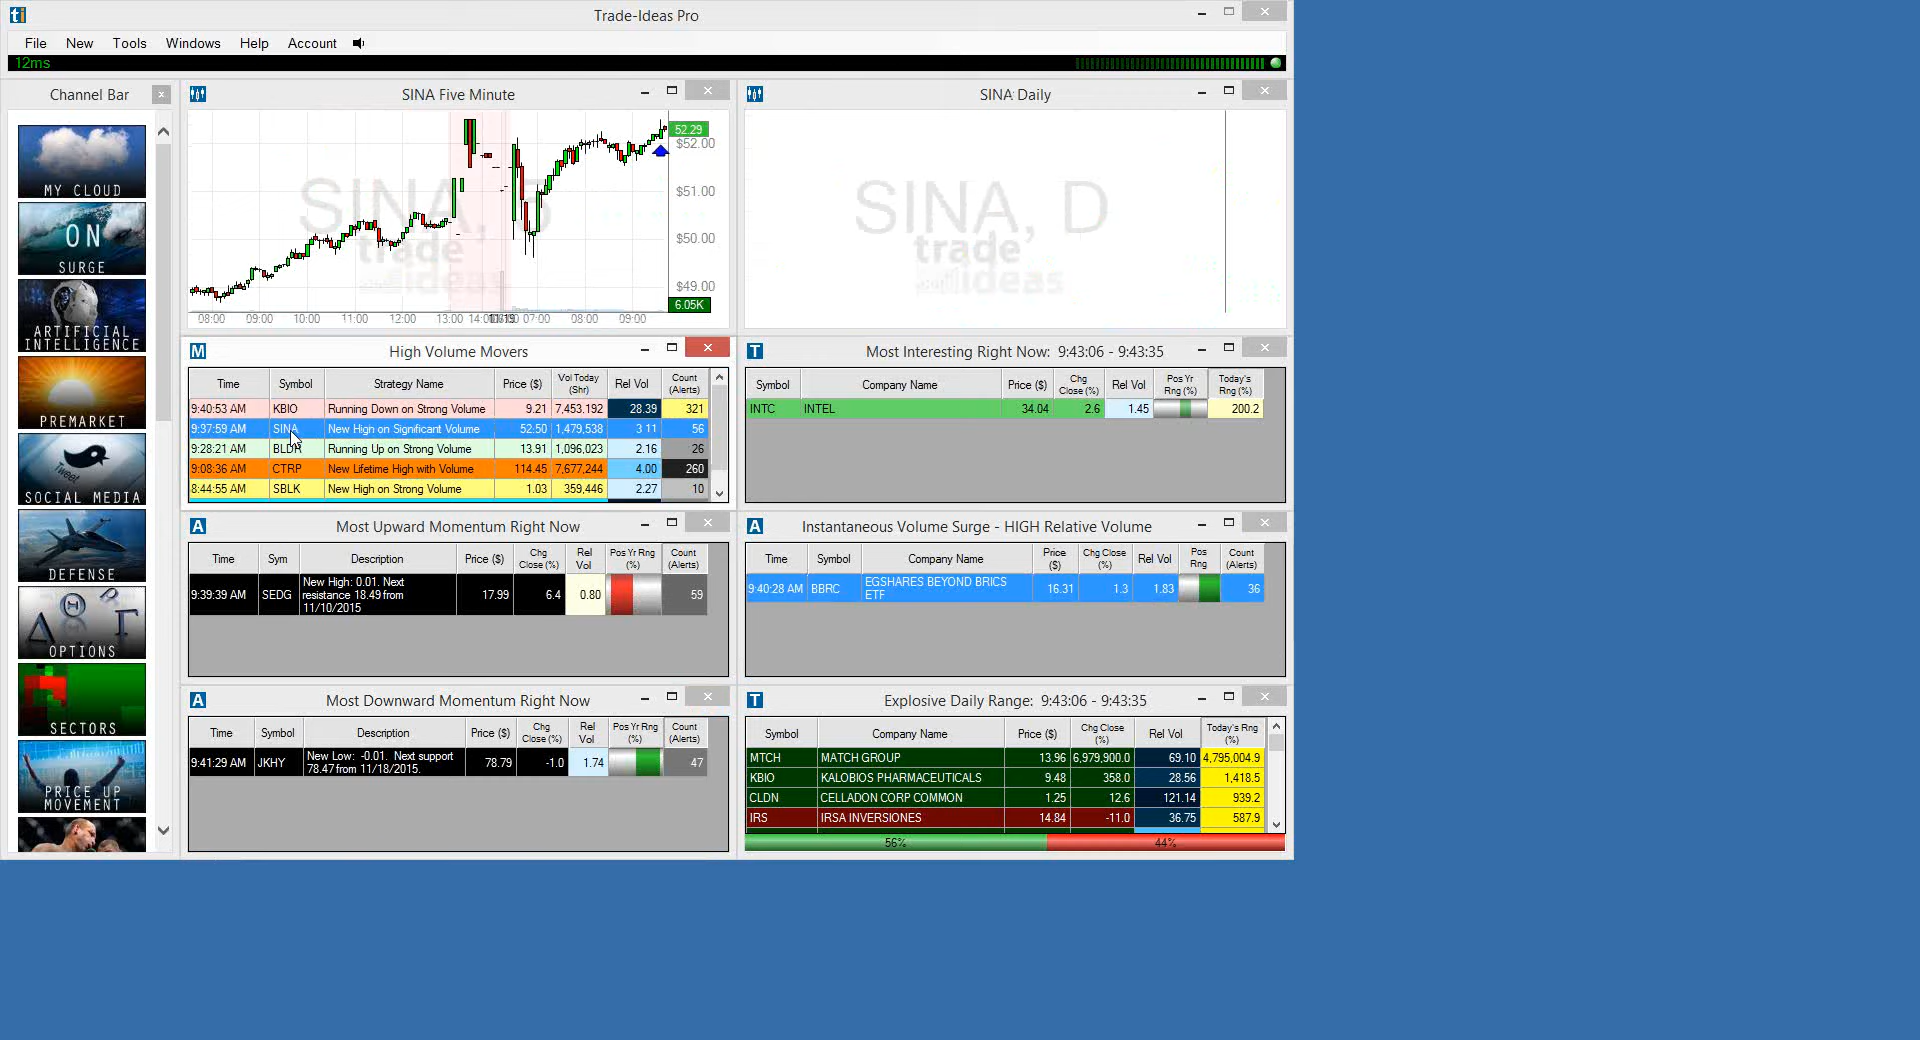 Trade-Ideas Pro
File New Tools Windows Help Account
12ms
Channel Bar
MY CLOUD
ON
SURGE
ARTIFICIAL
INTELLIGENCE
PREMARKET
Tweet
SOCIAL MEDIA
DEFENSE
OPTIONS
SECTORS
PRICE UP
MOVEMENT
SINA Five Minute
52.29
$52.00
$51.00
$50.00
$49.00
6.05K
trade
ideas
08:00 09:00 10:00 11:00 12:00 13:00 07:00 08:00 09:00
SINA Daily
SINA, D
trade
ideas
High Volume Movers
Time Symbol Strategy Name Price ($) Vol Today (Shr) Rel Vol Count (Alerts)
9:40:53 AM KBIO Running Down on Strong Volume 9.21 7,453,192 28.39 321
9:37:59 AM SINA New High on Significant Volume 52.50 1,479,538 3.11 56
9:28:21 AM BLDR Running Up on Strong Volume 13.91 1,096,023 2.16 26
9:08:36 AM CTRP New Lifetime High with Volume 114.45 7,677,244 4.00 260
8:44:55 AM SBLK New High on Strong Volume 1.03 359,446 2.27 10
Most Interesting Right Now: 9:43:06 - 9:43:35
Symbol Company Name Price ($) Chg Close (%) Rel Vol Pos Yr Rng (%) Today's Rng (%)
INTC INTEL 34.04 2.6 1.45 200.2
Most Upward Momentum Right Now
Time Sym Description Price ($) Chg Close (%) Rel Vol Pos Yr Rng (%) Count (Alerts)
9:39:39 AM SEDG New High: 0.01. Next resistance 18.49 from 11/10/2015 17.99 6.4 0.80 59
Instantaneous Volume Surge - HIGH Relative Volume
Time Symbol Company Name Price ($) Chg Close (%) Rel Vol Pos Rng Count (Alerts)
9:40:28 AM BBRC EGSHARES BEYOND BRICS ETF 16.31 1.3 1.83 36
Most Downward Momentum Right Now
Time Symbol Description Price ($) Chg Close (%) Rel Vol Pos Yr Rng (%) Count (Alerts)
9:41:29 AM JKHY New Low: -0.01. Next support 78.47 from 11/18/2015. 78.79 -1.0 1.74 47
Explosive Daily Range: 9:43:06 - 9:43:35
Symbol Company Name Price ($) Chg Close (%) Rel Vol Today's Rng (%)
MTCH MATCH GROUP 13.96 6,979,900.0 69.10 4,795,004.9
KBIO KALOBIOS PHARMACEUTICALS 9.48 358.0 28.56 1,418.5
CLDN CELLADON CORP COMMON 1.25 12.6 121.14 939.2
IRS IRSA INVERSIONES 14.84 -11.0 36.75 587.9
56% 44%